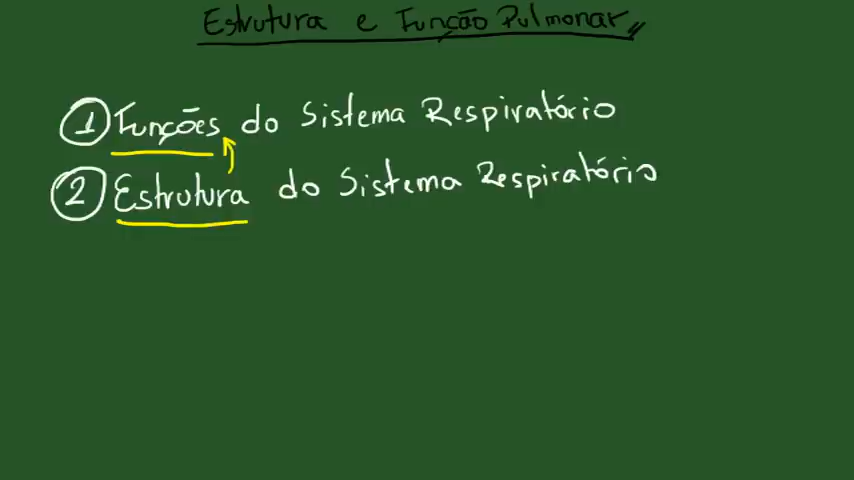 Estrutura e Função Pulmonar
1 Funções do Sistema Respiratório
2 Estrutura do Sistema Respiratório